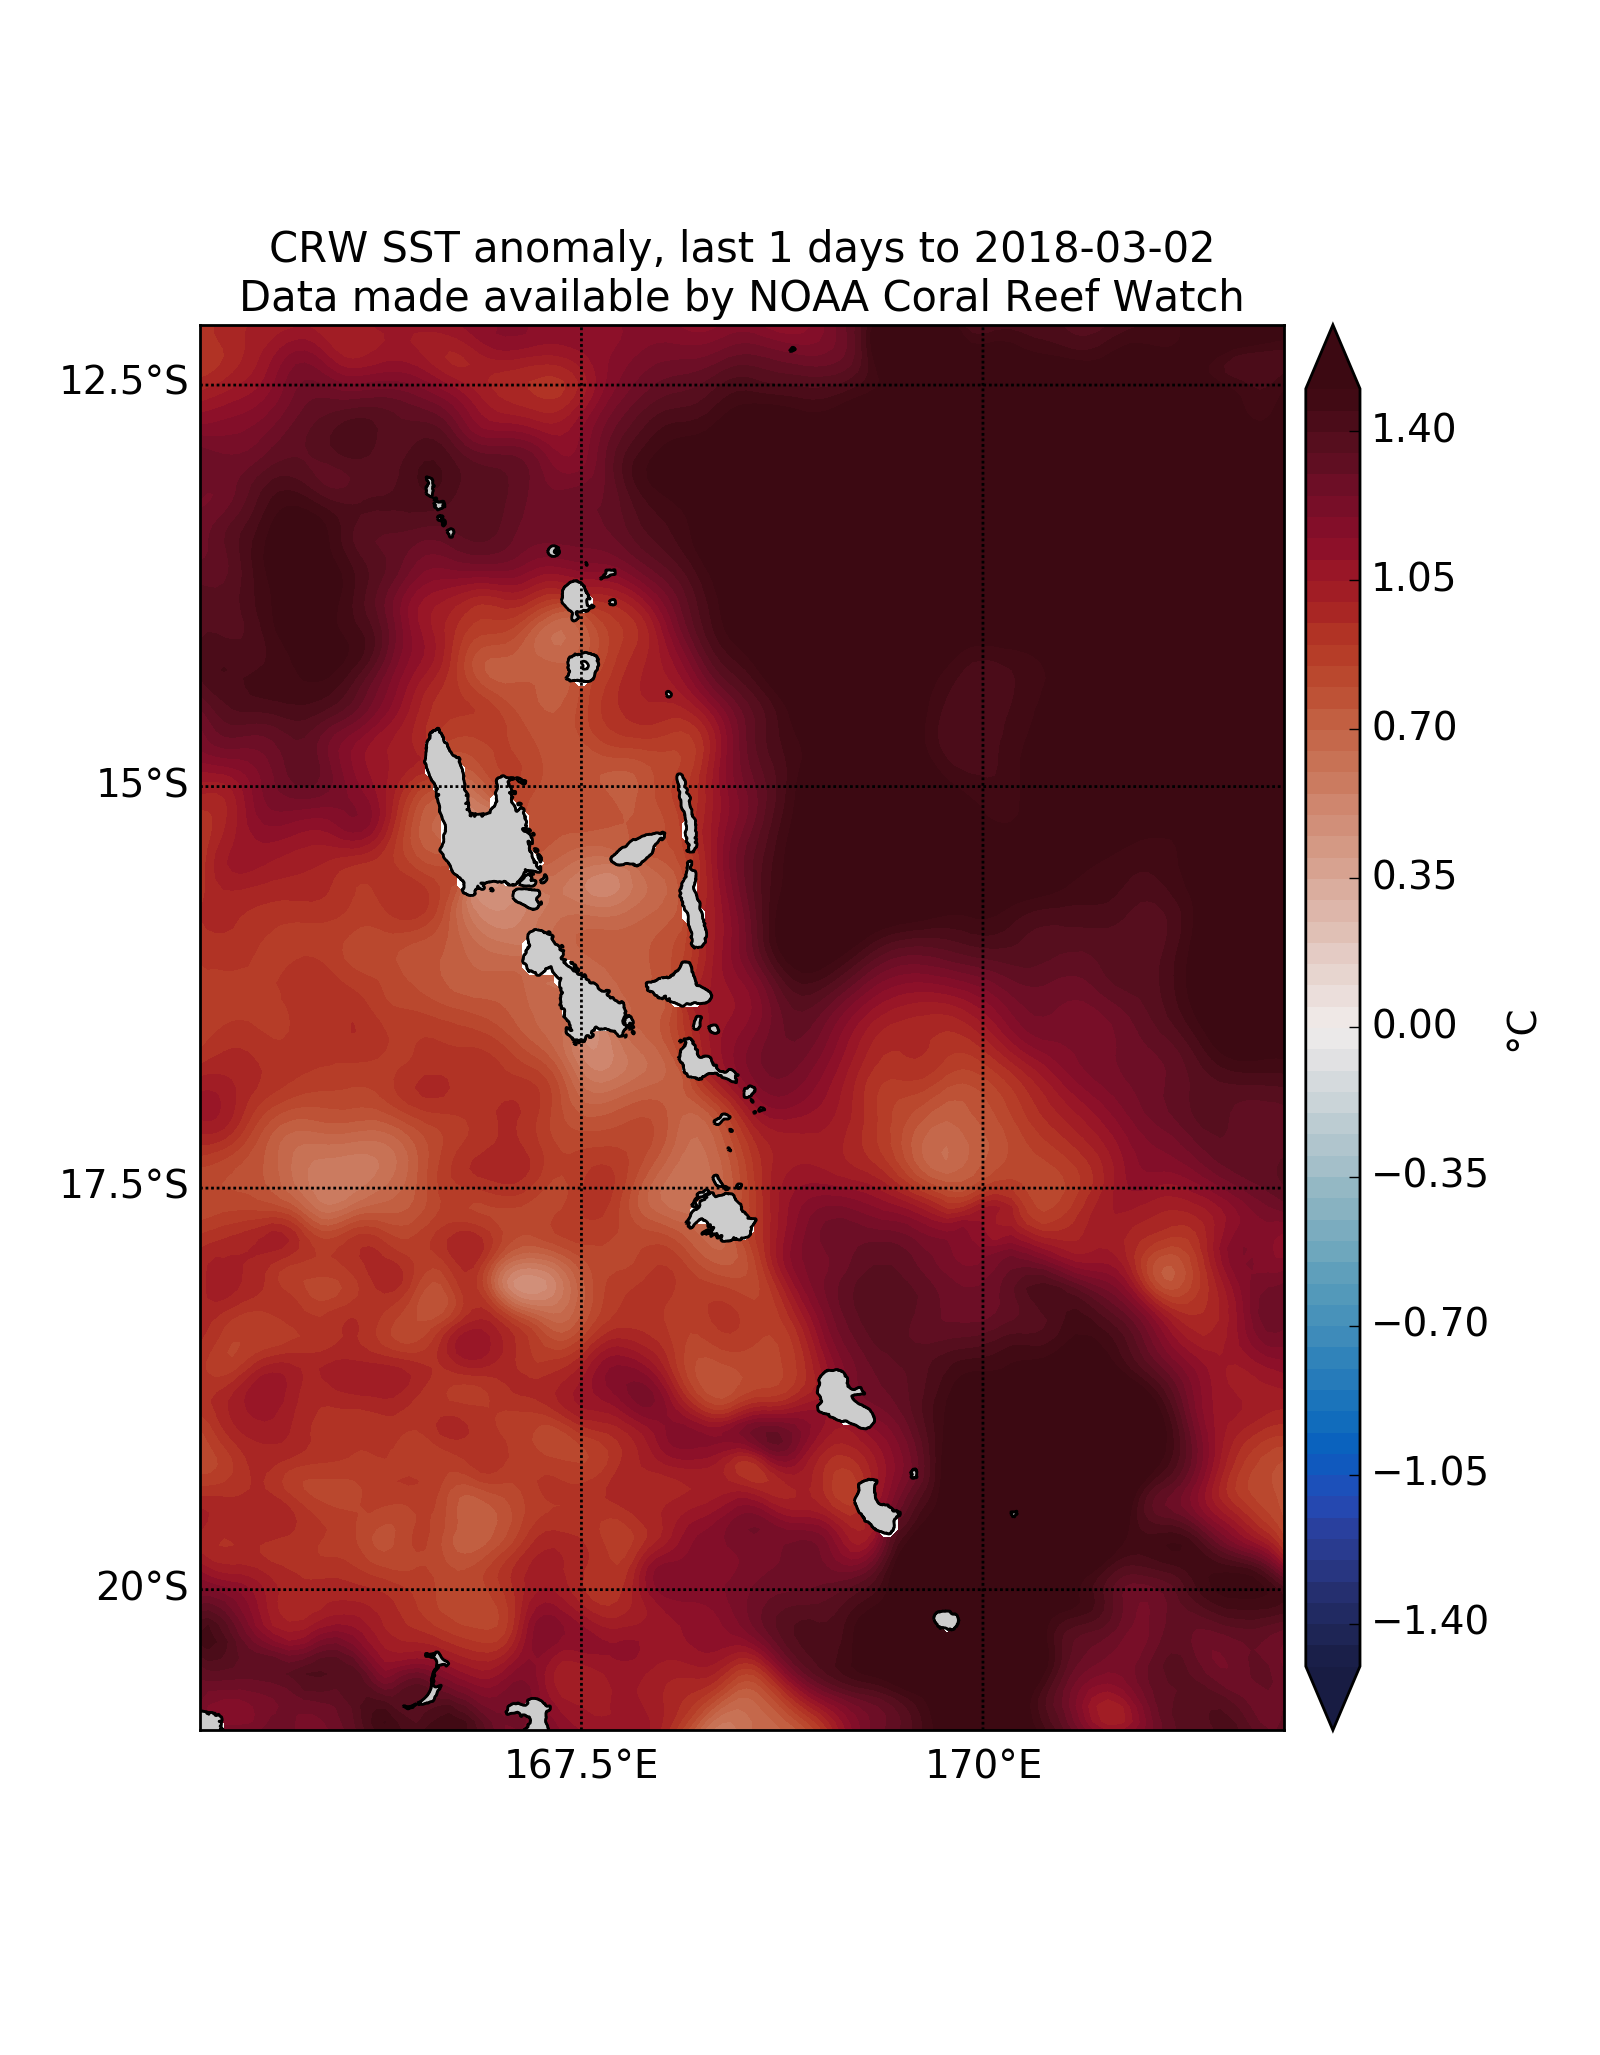 CRW SST anomaly, last 1 days to 2018-03-02
Data made available by NOAA Coral Reef Watch
12.5°S
15°S
17.5°S
20°S
167.5°E
170°E
1.40
1.05
0.70
0.35
0.00
−0.35
−0.70
−1.05
−1.40
°C